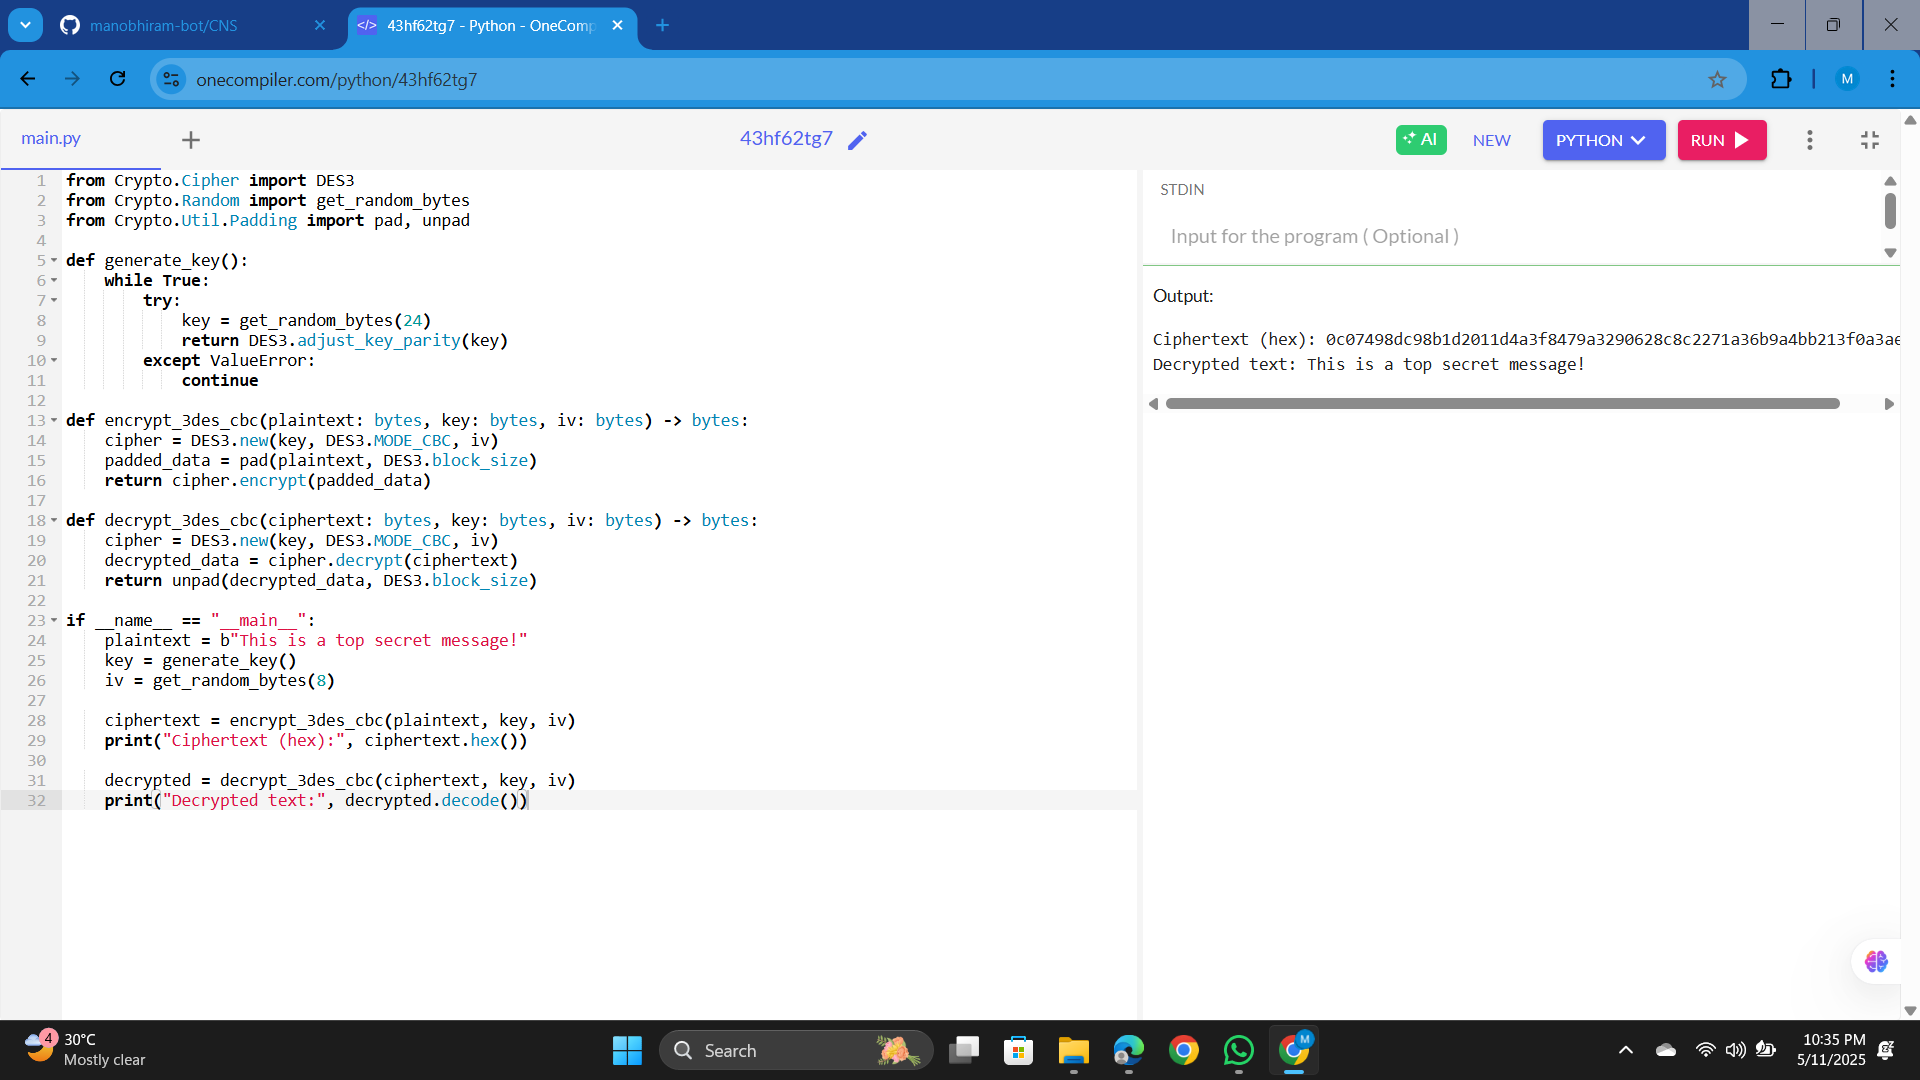 manobhiram-bot/CNS
</> 43hf62tg7 - Python - OneComp
onecompiler.com/python/43hf62tg7
M
main.py
43hf62tg7
AI
NEW
PYTHON
RUN
1 from Crypto.Cipher import DES3
2 from Crypto.Random import get_random_bytes
3 from Crypto.Util.Padding import pad, unpad
4
5 def generate_key():
6     while True:
7         try:
8             key = get_random_bytes(24)
9             return DES3.adjust_key_parity(key)
10         except ValueError:
11             continue
12
13 def encrypt_3des_cbc(plaintext: bytes, key: bytes, iv: bytes) -> bytes:
14     cipher = DES3.new(key, DES3.MODE_CBC, iv)
15     padded_data = pad(plaintext, DES3.block_size)
16     return cipher.encrypt(padded_data)
17
18 def decrypt_3des_cbc(ciphertext: bytes, key: bytes, iv: bytes) -> bytes:
19     cipher = DES3.new(key, DES3.MODE_CBC, iv)
20     decrypted_data = cipher.decrypt(ciphertext)
21     return unpad(decrypted_data, DES3.block_size)
22
23 if __name__ == "__main__":
24     plaintext = b"This is a top secret message!"
25     key = generate_key()
26     iv = get_random_bytes(8)
27
28     ciphertext = encrypt_3des_cbc(plaintext, key, iv)
29     print("Ciphertext (hex):", ciphertext.hex())
30
31     decrypted = decrypt_3des_cbc(ciphertext, key, iv)
32     print("Decrypted text:", decrypted.decode())
STDIN
Input for the program ( Optional )
Output:
Ciphertext (hex): 0c07498dc98b1d2011d4a3f8479a3290628c8c2271a36b9a4bb213f0a3ae
Decrypted text: This is a top secret message!
4
30°C
Mostly clear
Search
M
10:35 PM
5/11/2025